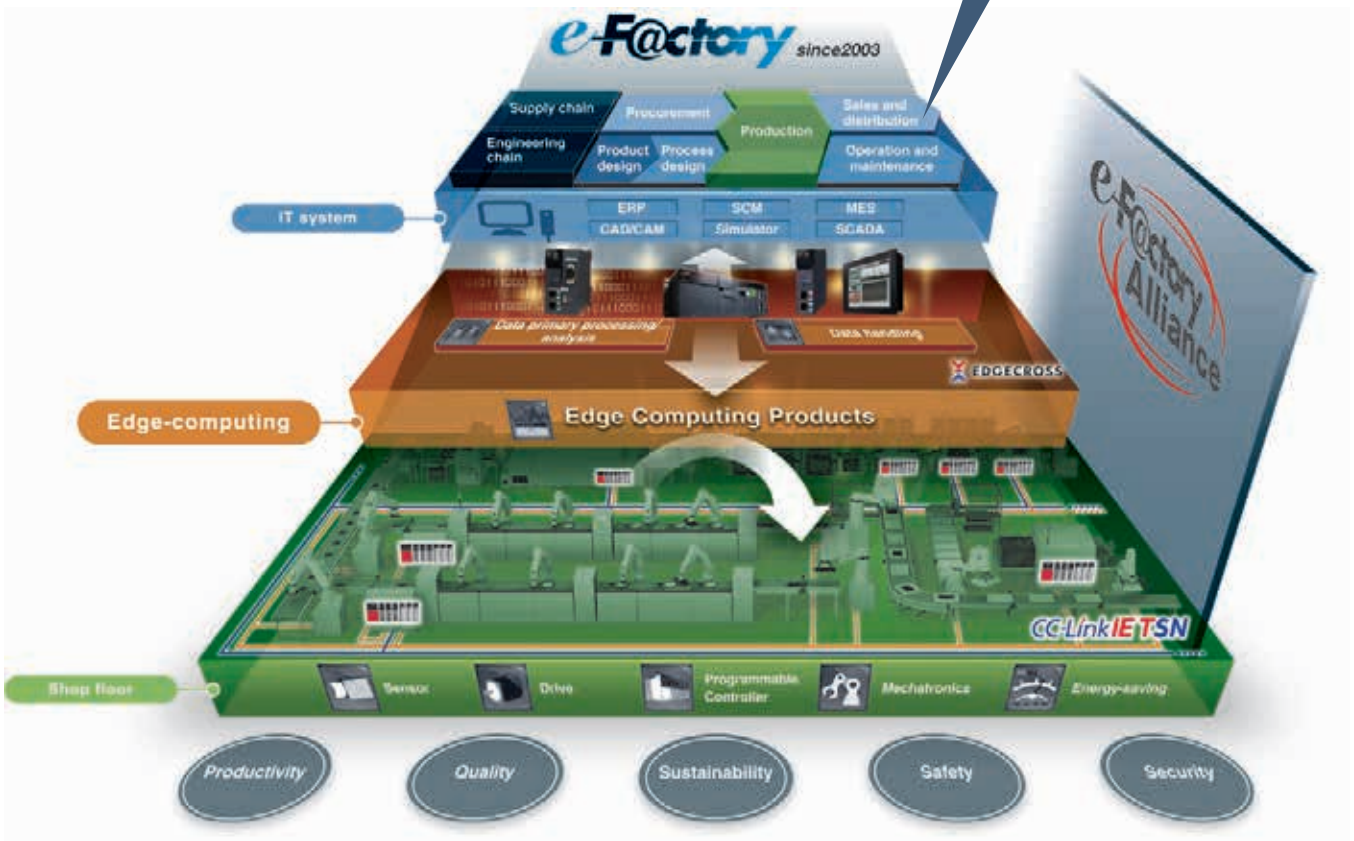 e-F@ctory since2003
Supply chain
Procurement
Production
Sales and
distribution
Engineering
chain
Product
design
Process
design
Operation and
maintenance
IT system
ERP
SCM
MES
CAD/CAM
Simulator
SCADA
Data primary processing/
analysis
Data handling
EDGECROSS
Edge-computing
Edge Computing Products
e-F@ctory
Alliance
CC-Link IE TSN
Shop floor
Sensor
Drive
Programmable
Controller
Mechatronics
Energy-saving
Productivity
Quality
Sustainability
Safety
Security